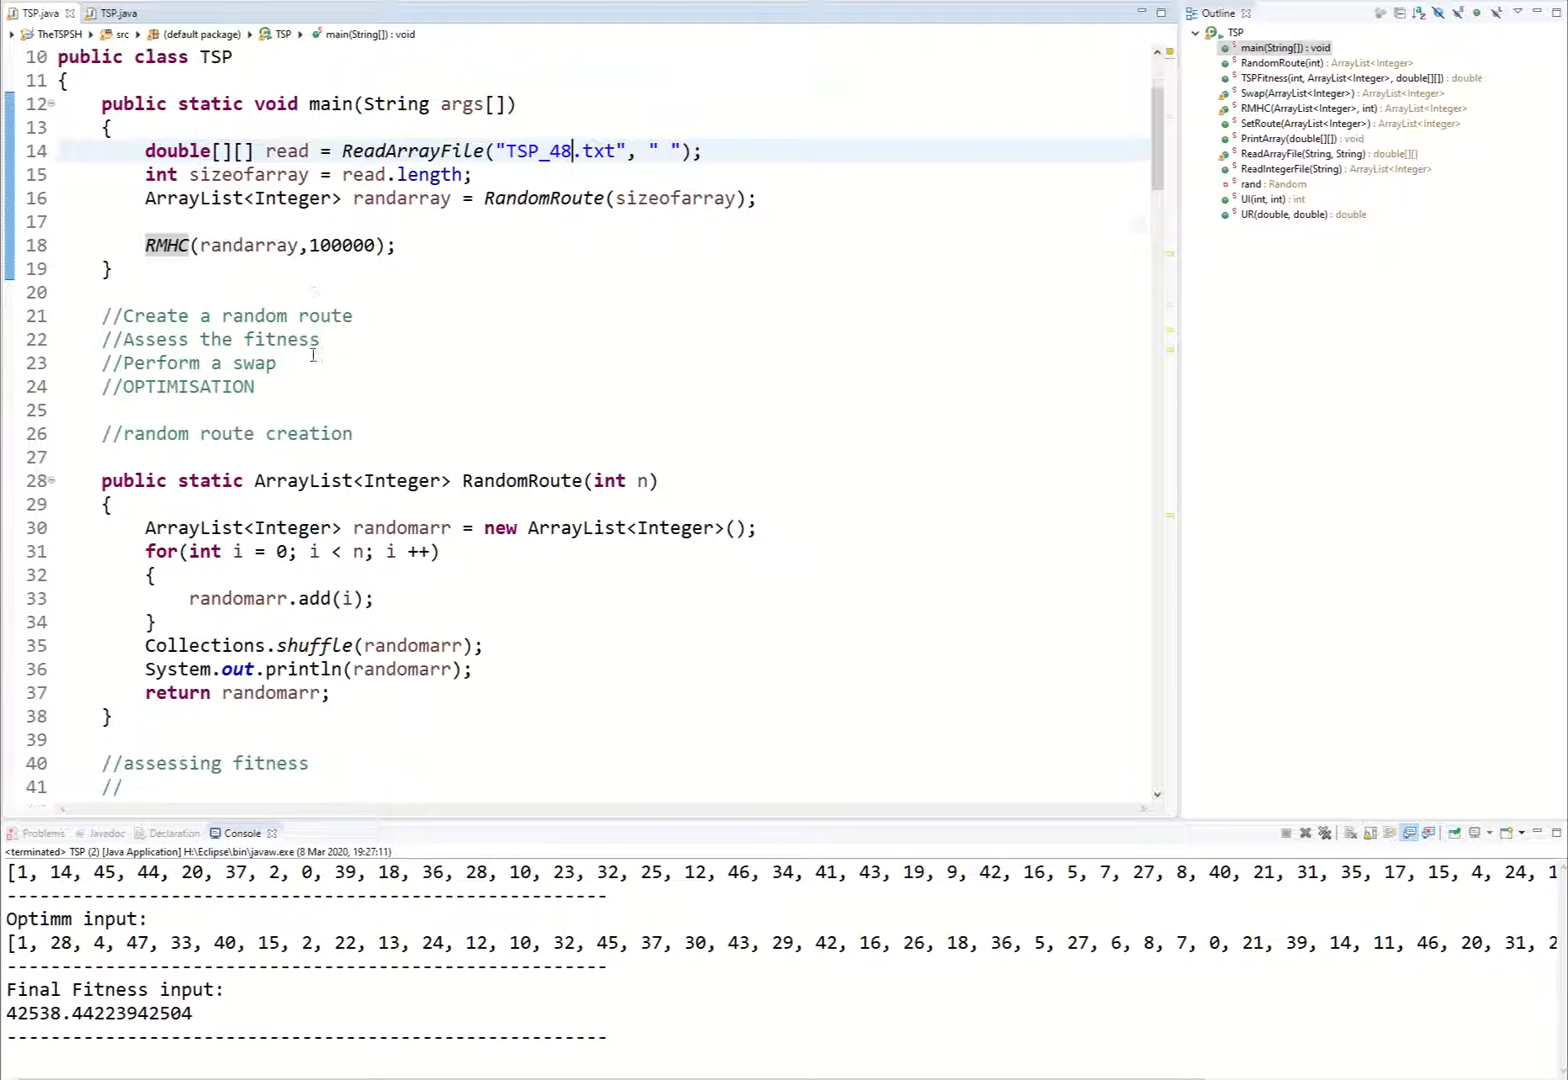 TSP.java TSP.java
TheTSPSH src (default package) TSP main(String[]) : void
10 public class TSP
11 {
12 public static void main(String args[])
13 {
14 double[][] read = ReadArrayFile("TSP_48.txt", " ");
15 int sizeofarray = read.length;
16 ArrayList<Integer> randarray = RandomRoute(sizeofarray);
17
18 RMHC(randarray,100000);
19 }
20
21 //Create a random route
22 //Assess the fitness
23 //Perform a swap
24 //OPTIMISATION
25
26 //random route creation
27
28 public static ArrayList<Integer> RandomRoute(int n)
29 {
30 ArrayList<Integer> randomarr = new ArrayList<Integer>();
31 for(int i = 0; i < n; i ++)
32 {
33 randomarr.add(i);
34 }
35 Collections.shuffle(randomarr);
36 System.out.println(randomarr);
37 return randomarr;
38 }
39
40 //assessing fitness
41 //
Outline
TSP
main(String[]) : void
RandomRoute(int) : ArrayList<Integer>
TSPFitness(int, ArrayList<Integer>, double[][]) : double
Swap(ArrayList<Integer>) : ArrayList<Integer>
RMHC(ArrayList<Integer>, int) : ArrayList<Integer>
SetRoute(ArrayList<Integer>) : ArrayList<Integer>
PrintArray(double[][]) : void
ReadArrayFile(String, String) : double[][]
ReadIntegerFile(String) : ArrayList<Integer>
rand : Random
UI(int, int) : int
UR(double, double) : double
Problems Javadoc Declaration Console
<terminated> TSP (2) [Java Application] H:\Eclipse\bin\javaw.exe (8 Mar 2020, 19:27:11)
[1, 14, 45, 44, 20, 37, 2, 0, 39, 18, 36, 28, 10, 23, 32, 25, 12, 46, 34, 41, 43, 19, 9, 42, 16, 5, 7, 27, 8, 40, 21, 31, 35, 17, 15, 4, 24, 1
-------------------------------------------------------
Optimm input:
[1, 28, 4, 47, 33, 40, 15, 2, 22, 13, 24, 12, 10, 32, 45, 37, 30, 43, 29, 42, 16, 26, 18, 36, 5, 27, 6, 8, 7, 0, 21, 39, 14, 11, 46, 20, 31, 2
-------------------------------------------------------
Final Fitness input:
42538.44223942504
-------------------------------------------------------